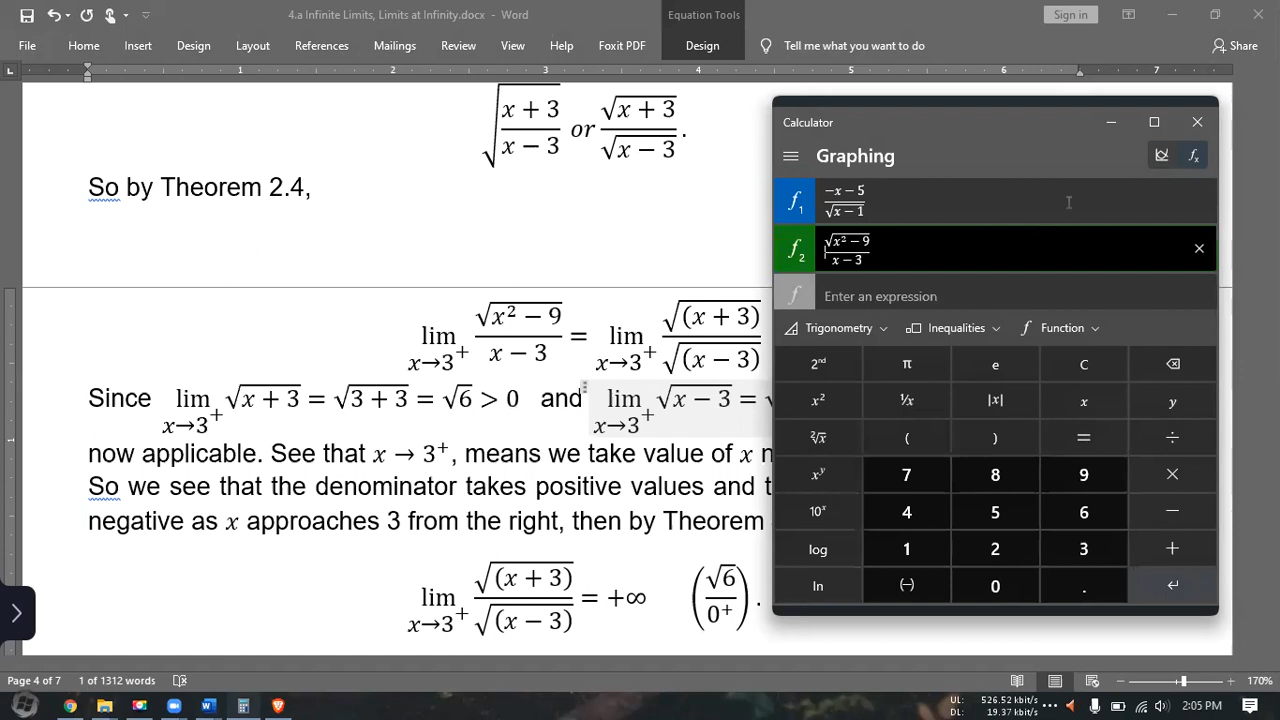 4.a Infinite Limits, Limits at Infinity.docx - Word
Equation Tools
Sign in
File Home Insert Design Layout References Mailings Review View Help Foxit PDF Design Tell me what you want to do Share
1 2 3 4 5 6 7
√((x + 3)/(x − 3)) or √(x + 3)/√(x − 3).
So by Theorem 2.4,
lim x→3⁺ √(x² − 9)/(x − 3) = lim x→3⁺ √((x + 3))/√((x − 3))
Since lim x→3⁺ √(x + 3) = √(3 + 3) = √6 > 0 and lim x→3⁺ √(x − 3) = √
now applicable. See that x → 3⁺, means we take value of x n
So we see that the denominator takes positive values and t
negative as x approaches 3 from the right, then by Theorem
lim x→3⁺ √((x + 3))/√((x − 3)) = +∞ (√6/0⁺).
Calculator
Graphing
f₁ (−x − 5)/√(x − 1)
f₂ √(x² − 9)/(x − 3)
f Enter an expression
Trigonometry Inequalities f Function
2ⁿᵈ π e C
x² ¹/x |x| x y
²√x ( ) = ÷
xʸ 7 8 9 ×
10ˣ 4 5 6 −
log 1 2 3 +
ln (−) 0 .
Page 4 of 7 1 of 1312 words 170%
UL: 526.52 kbit/s
DL: 19.37 kbit/s
2:05 PM